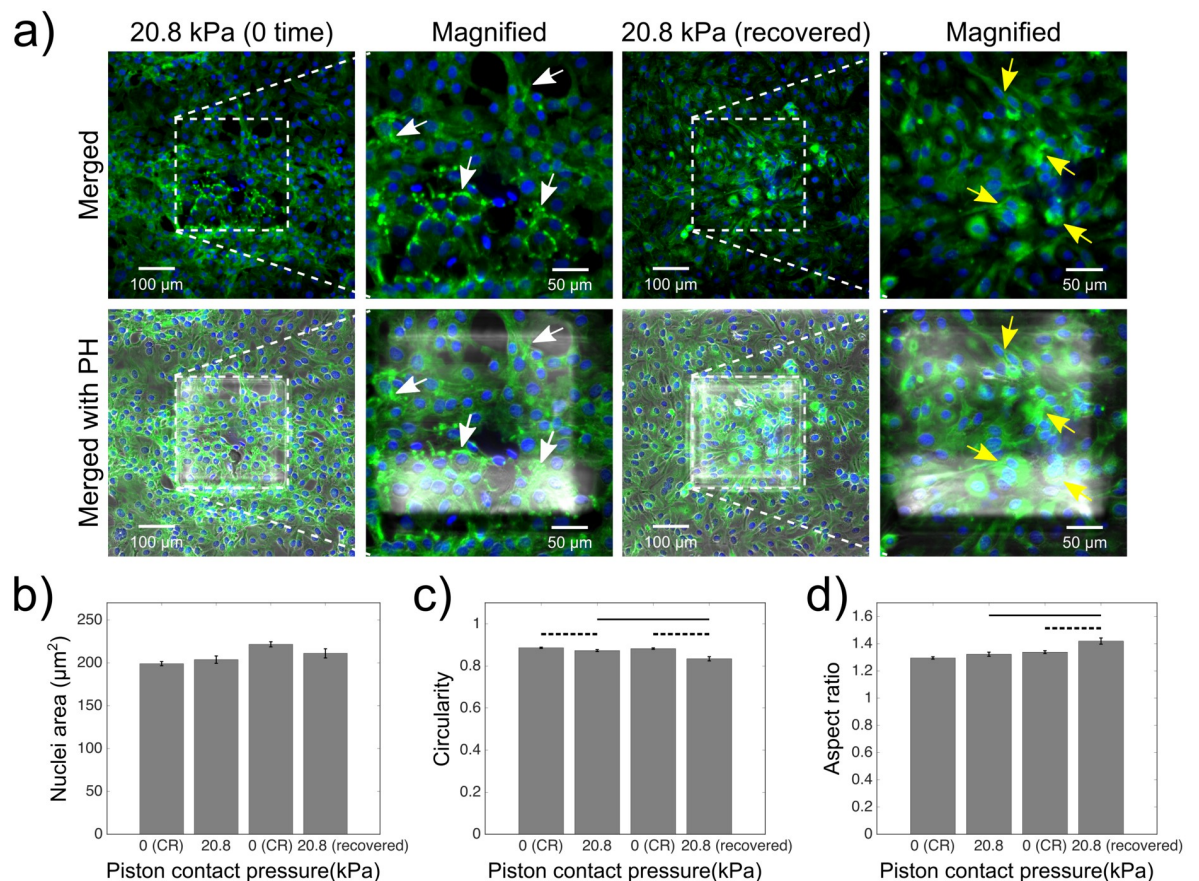 a)
20.8 kPa (0 time)
Magnified
20.8 kPa (recovered)
Magnified
Merged
100 µm
50 µm
100 µm
50 µm
Merged with PH
100 µm
50 µm
100 µm
50 µm
b)
Nuclei area (µm²)
250
200
150
100
50
0
0 (CR)
20.8
0 (CR)
20.8 (recovered)
Piston contact pressure(kPa)
c)
Circularity
1
0.8
0.6
0.4
0.2
0
0 (CR)
20.8
0 (CR)
20.8 (recovered)
Piston contact pressure(kPa)
d)
Aspect ratio
1.6
1.4
1.2
1
0.8
0.6
0.4
0.2
0
0 (CR)
20.8
0 (CR)
20.8 (recovered)
Piston contact pressure(kPa)